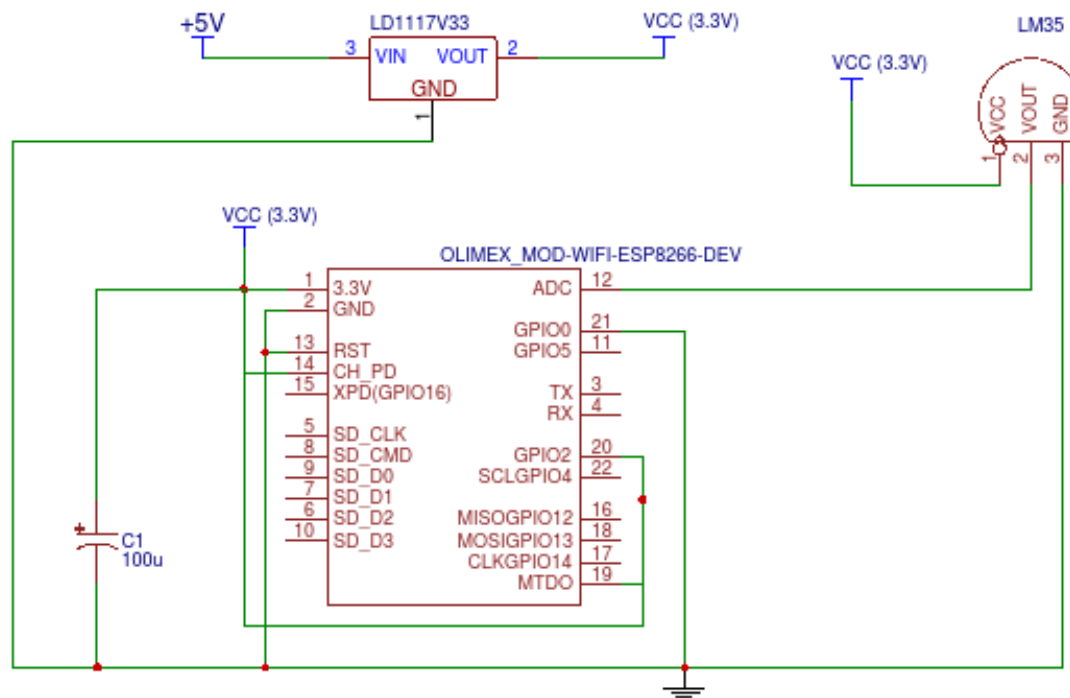 +5V
LD1117V33
VCC (3.3V)
LM35
3 VIN VOUT 2
GND
1
VCC (3.3V)
VCC VOUT GND
1 2 3
VCC (3.3V)
OLIMEX_MOD-WIFI-ESP8266-DEV
1 3.3V ADC 12
2 GND
GPIO0 21
13 RST GPIO5 11
14 CH_PD
15 XPD(GPIO16) TX 3
RX 4
5 SD_CLK
8 SD_CMD GPIO2 20
9 SD_D0 SCLGPIO4 22
7 SD_D1
6 SD_D2 MISOGPIO12 16
10 SD_D3 MOSIGPIO13 18
CLKGPIO14 17
MTDO 19
+
C1
100u